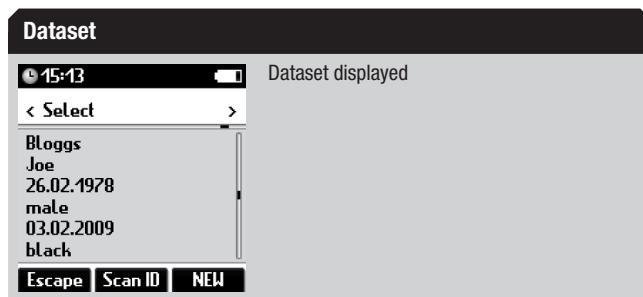 Dataset
15:13
Dataset displayed
< Select >
Bloggs
Joe
26.02.1978
male
03.02.2009
black
Escape Scan ID NEW